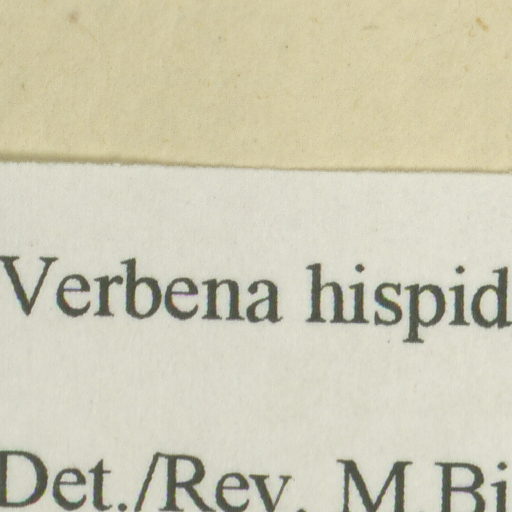 Verbena hispid
Det./Rev. M.Bi